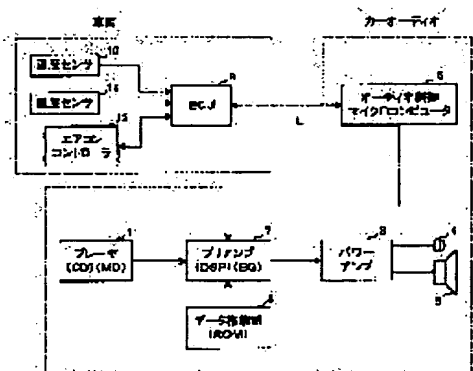 車両
カーオーディオ
10
温度センサ
14
湿度センサ
12
エアコン
コントローラ
ECU
L
6
オーディオ制御
マイクロコンピュータ
1
プレーヤ
(CD)(MD)
7
プリアンプ
(DSP)(EQ)
3
パワー
アンプ
4
5
データ格納部
(ROM)